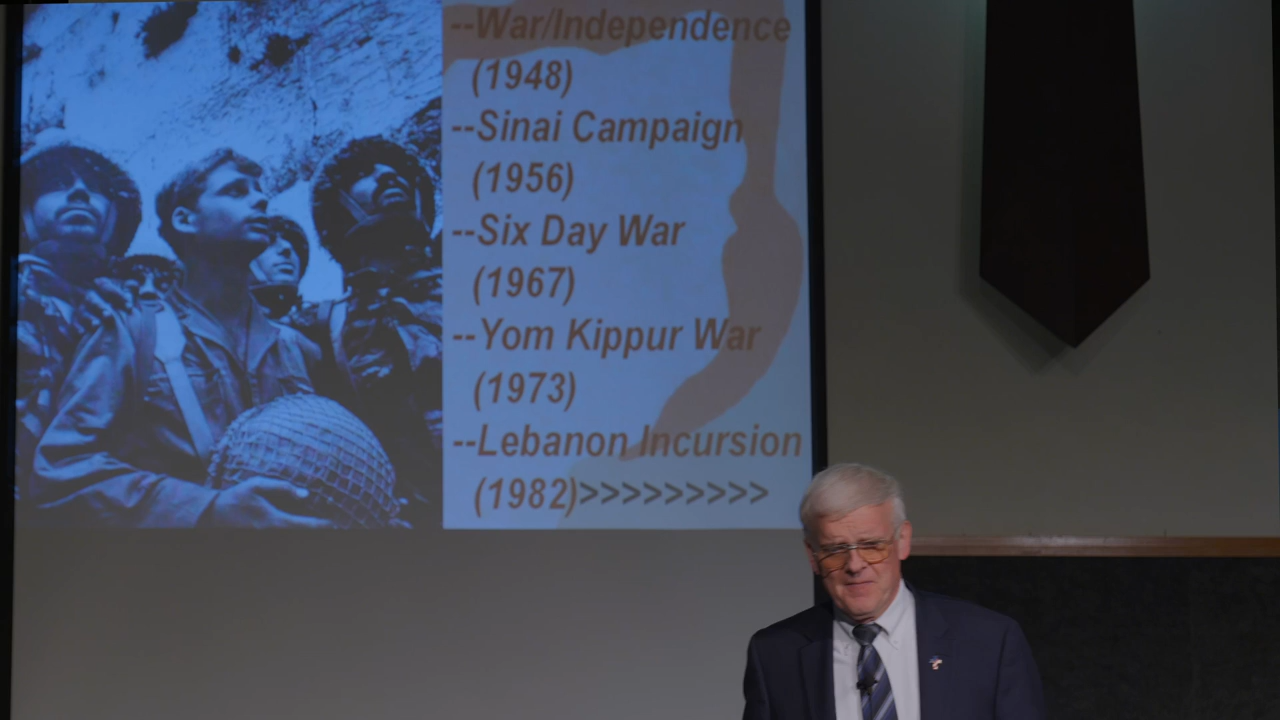 --War/Independence
(1948)
--Sinai Campaign
(1956)
--Six Day War
(1967)
--Yom Kippur War
(1973)
--Lebanon Incursion
(1982)>>>>>>>>>